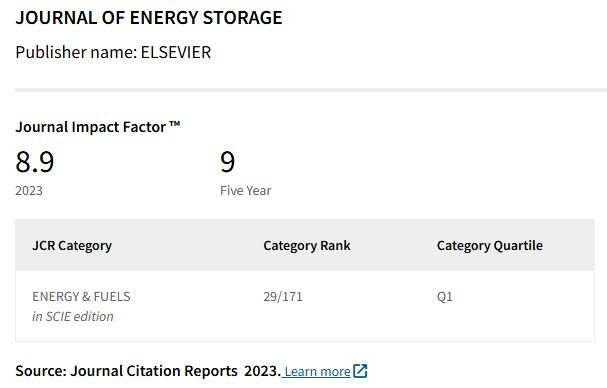 JOURNAL OF ENERGY STORAGE
Publisher name: ELSEVIER
Journal Impact Factor ™
8.9 9
2023 Five Year
JCR Category Category Rank Category Quartile
ENERGY & FUELS 29/171 Q1
in SCIE edition
Source: Journal Citation Reports 2023. Learn more